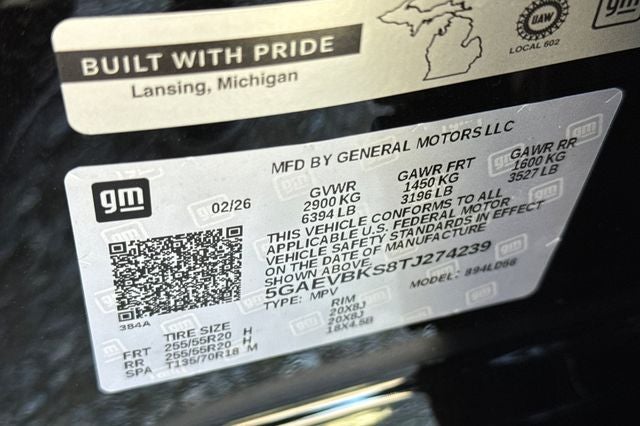 BUILT WITH PRIDE
Lansing, Michigan
UAW
LOCAL 602
gm
MFD BY GENERAL MOTORS LLC
gm
02/26
GVWR
2900 KG
6394 LB
GAWR FRT
1450 KG
3196 LB
GAWR RR
1600 KG
3527 LB
THIS VEHICLE CONFORMS TO ALL
APPLICABLE U.S. FEDERAL MOTOR
VEHICLE SAFETY STANDARDS IN EFFECT
ON THE DATE OF MANUFACTURE
SHOWN ABOVE.
5GAEVBKS8TJ274239
TYPE: MPV
MODEL: 894LD56
384A
TIRE SIZE
RIM
FRT 255/55R20 H 20X8J
RR 255/55R20 H 20X8J
SPA T135/70R18 M 18X4.5B